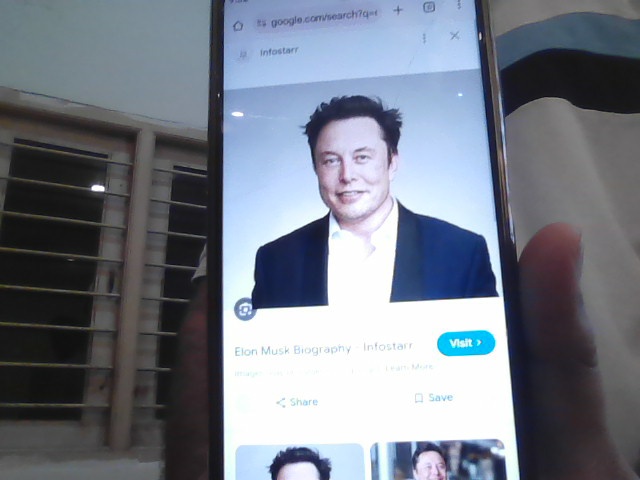 google.com/search?q=
infostarr
Elon Musk Biography - Infostarr
Visit >
Learn More
Share
Save